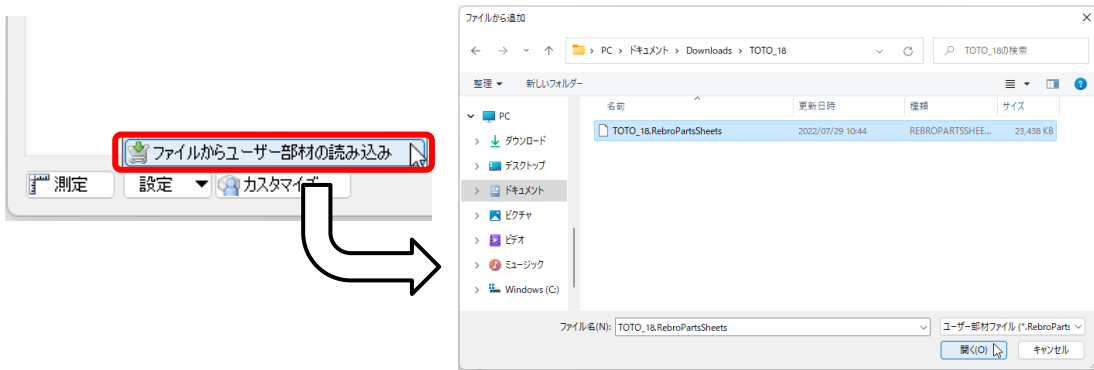 ファイルからユーザー部材の読み込み
測定 設定 カスタマイズ
ファイルから追加
PC › ドキュメント › Downloads › TOTO_18
TOTO_18の検索
整理 新しいフォルダー
名前 更新日時 種類 サイズ
TOTO_18.RebroPartsSheets 2022/07/29 10:44 REBROPARTSSHEE... 23,438 KB
PC
ダウンロード
デスクトップ
ドキュメント
ピクチャ
ビデオ
ミュージック
Windows (C:)
ファイル名(N): TOTO_18.RebroPartsSheets
ユーザー部材ファイル (*.RebroParts
開く(O) キャンセル